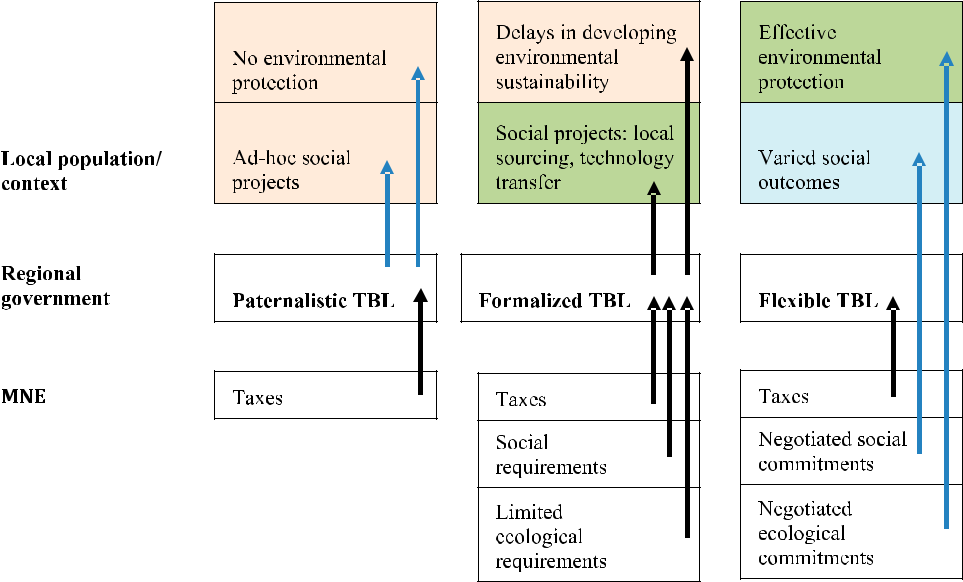 No environmental
protection
Delays in developing
environmental
sustainability
Effective
environmental
protection
Local population/
context
Ad-hoc social
projects
Social projects: local
sourcing, technology
transfer
Varied social
outcomes
Regional
government
Paternalistic TBL
Formalized TBL
Flexible TBL
MNE
Taxes
Taxes
Social
requirements
Limited
ecological
requirements
Taxes
Negotiated social
commitments
Negotiated
ecological
commitments